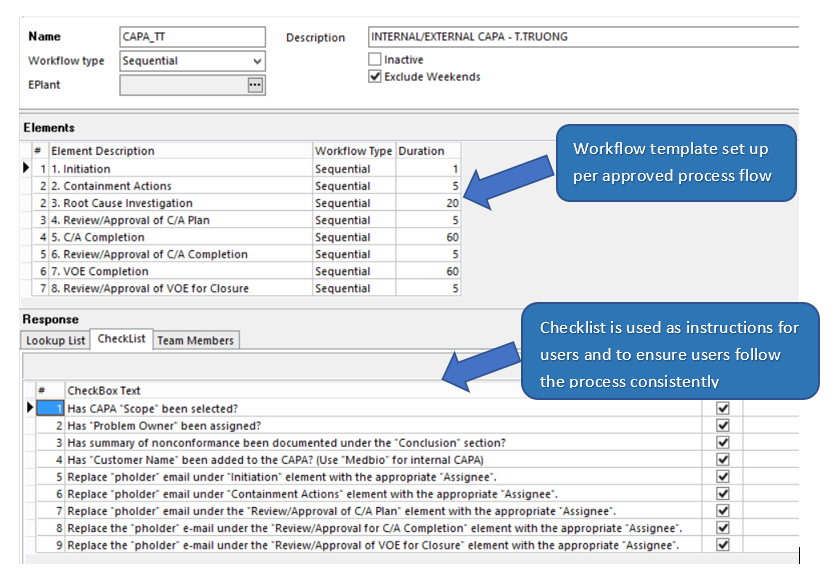 Name CAPA_TT Description INTERNAL/EXTERNAL CAPA - T.TRUONG
Workflow type Sequential Inactive
EPlant ... Exclude Weekends
Elements
# Element Description Workflow Type Duration
1 1. Initiation Sequential 1
2 2. Containment Actions Sequential 5
2 3. Root Cause Investigation Sequential 20
3 4. Review/Approval of C/A Plan Sequential 5
4 5. C/A Completion Sequential 60
5 6. Review/Approval of C/A Completion Sequential 5
6 7. VOE Completion Sequential 60
7 8. Review/Approval of VOE for Closure Sequential 5
Workflow template set up
per approved process flow
Response
Lookup List CheckList Team Members
Checklist is used as instructions for
users and to ensure users follow
the process consistently
# CheckBox Text
1 Has CAPA "Scope" been selected?
2 Has "Problem Owner" been assigned?
3 Has summary of nonconformance been documented under the "Conclusion" section?
4 Has "Customer Name" been added to the CAPA? (Use "Medbio" for internal CAPA)
5 Replace "pholder" email under "Initiation" element with the appropriate "Assignee".
6 Replace "pholder" email under "Containment Actions" element with the appropriate "Assignee".
7 Replace "pholder" email under the "Review/Approval of C/A Plan" element with the appropriate "Assignee".
8 Replace the "pholder" e-mail under the "Review/Approval for C/A Completion" element with the appropriate "Assignee".
9 Replace the "pholder" e-mail under the "Review/Approval of VOE for Closure" element with the appropriate "Assignee".